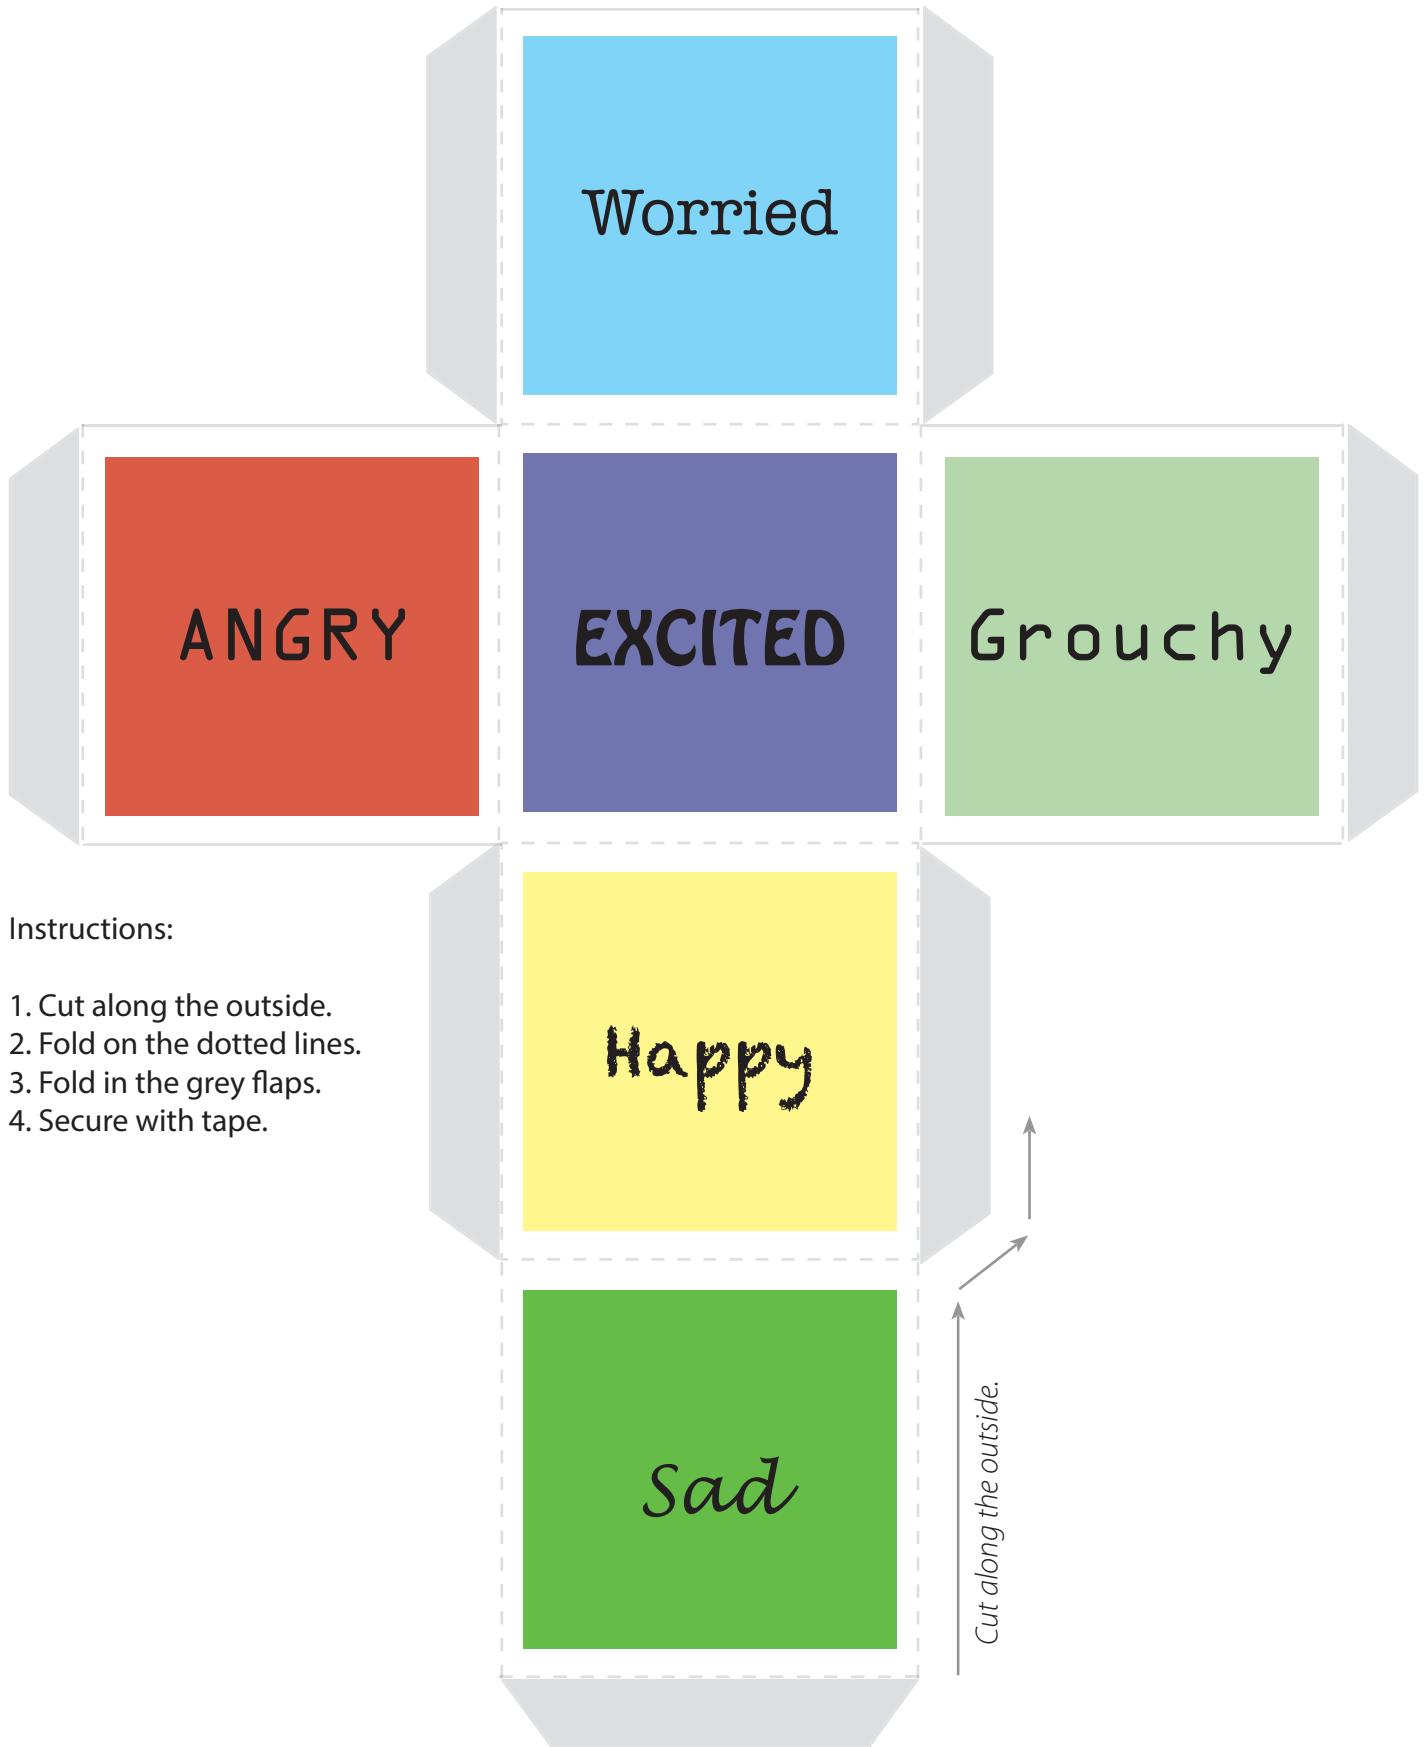 Worried
ANGRY
EXCITED
Grouchy
Happy
Instructions:
1. Cut along the outside.
2. Fold on the dotted lines.
3. Fold in the grey flaps.
4. Secure with tape.
Sad
Cut along the outside.